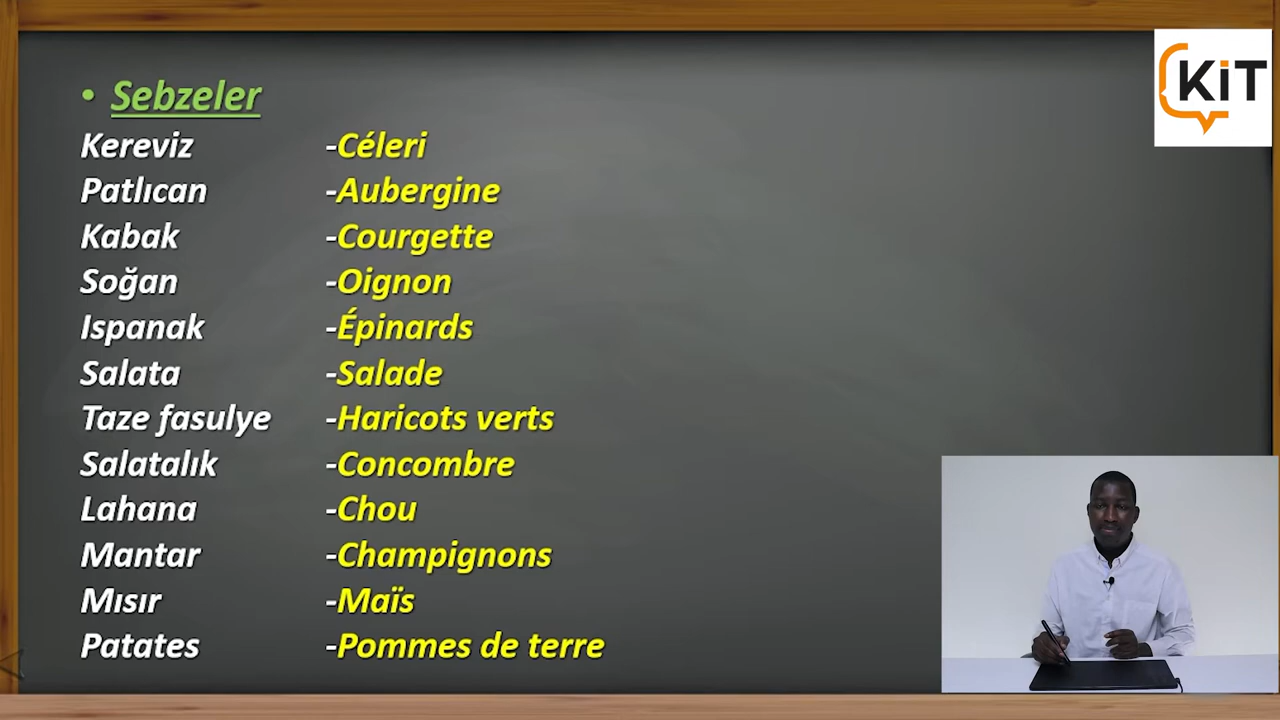 • Sebzeler
Kereviz -Céleri
Patlıcan -Aubergine
Kabak -Courgette
Soğan -Oignon
Ispanak -Épinards
Salata -Salade
Taze fasulye -Haricots verts
Salatalık -Concombre
Lahana -Chou
Mantar -Champignons
Mısır -Maïs
Patates -Pommes de terre
KiT